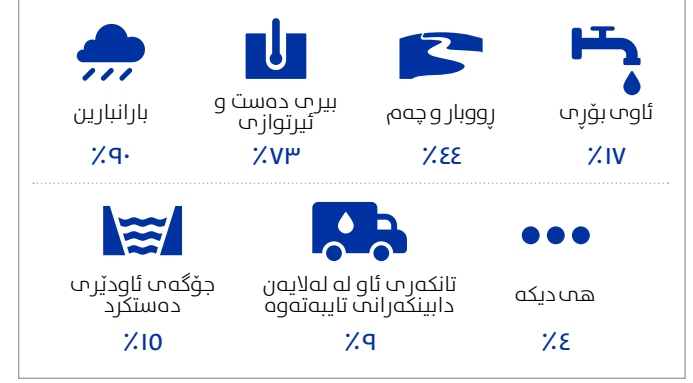 ئاوی بۆڕی
٪١٧
ڕووبار و چەم
٪٤٤
بیری دەست و
ئیرتوازی
٪٧٣
بارانبارین
٪٩٠
هی دیکە
٪٤
تانکەری ئاو لە لەلایەن
دابینکەرانی تایبەتەوە
٪٩
جۆگەی ئاودێری
دەستکرد
٪١٥